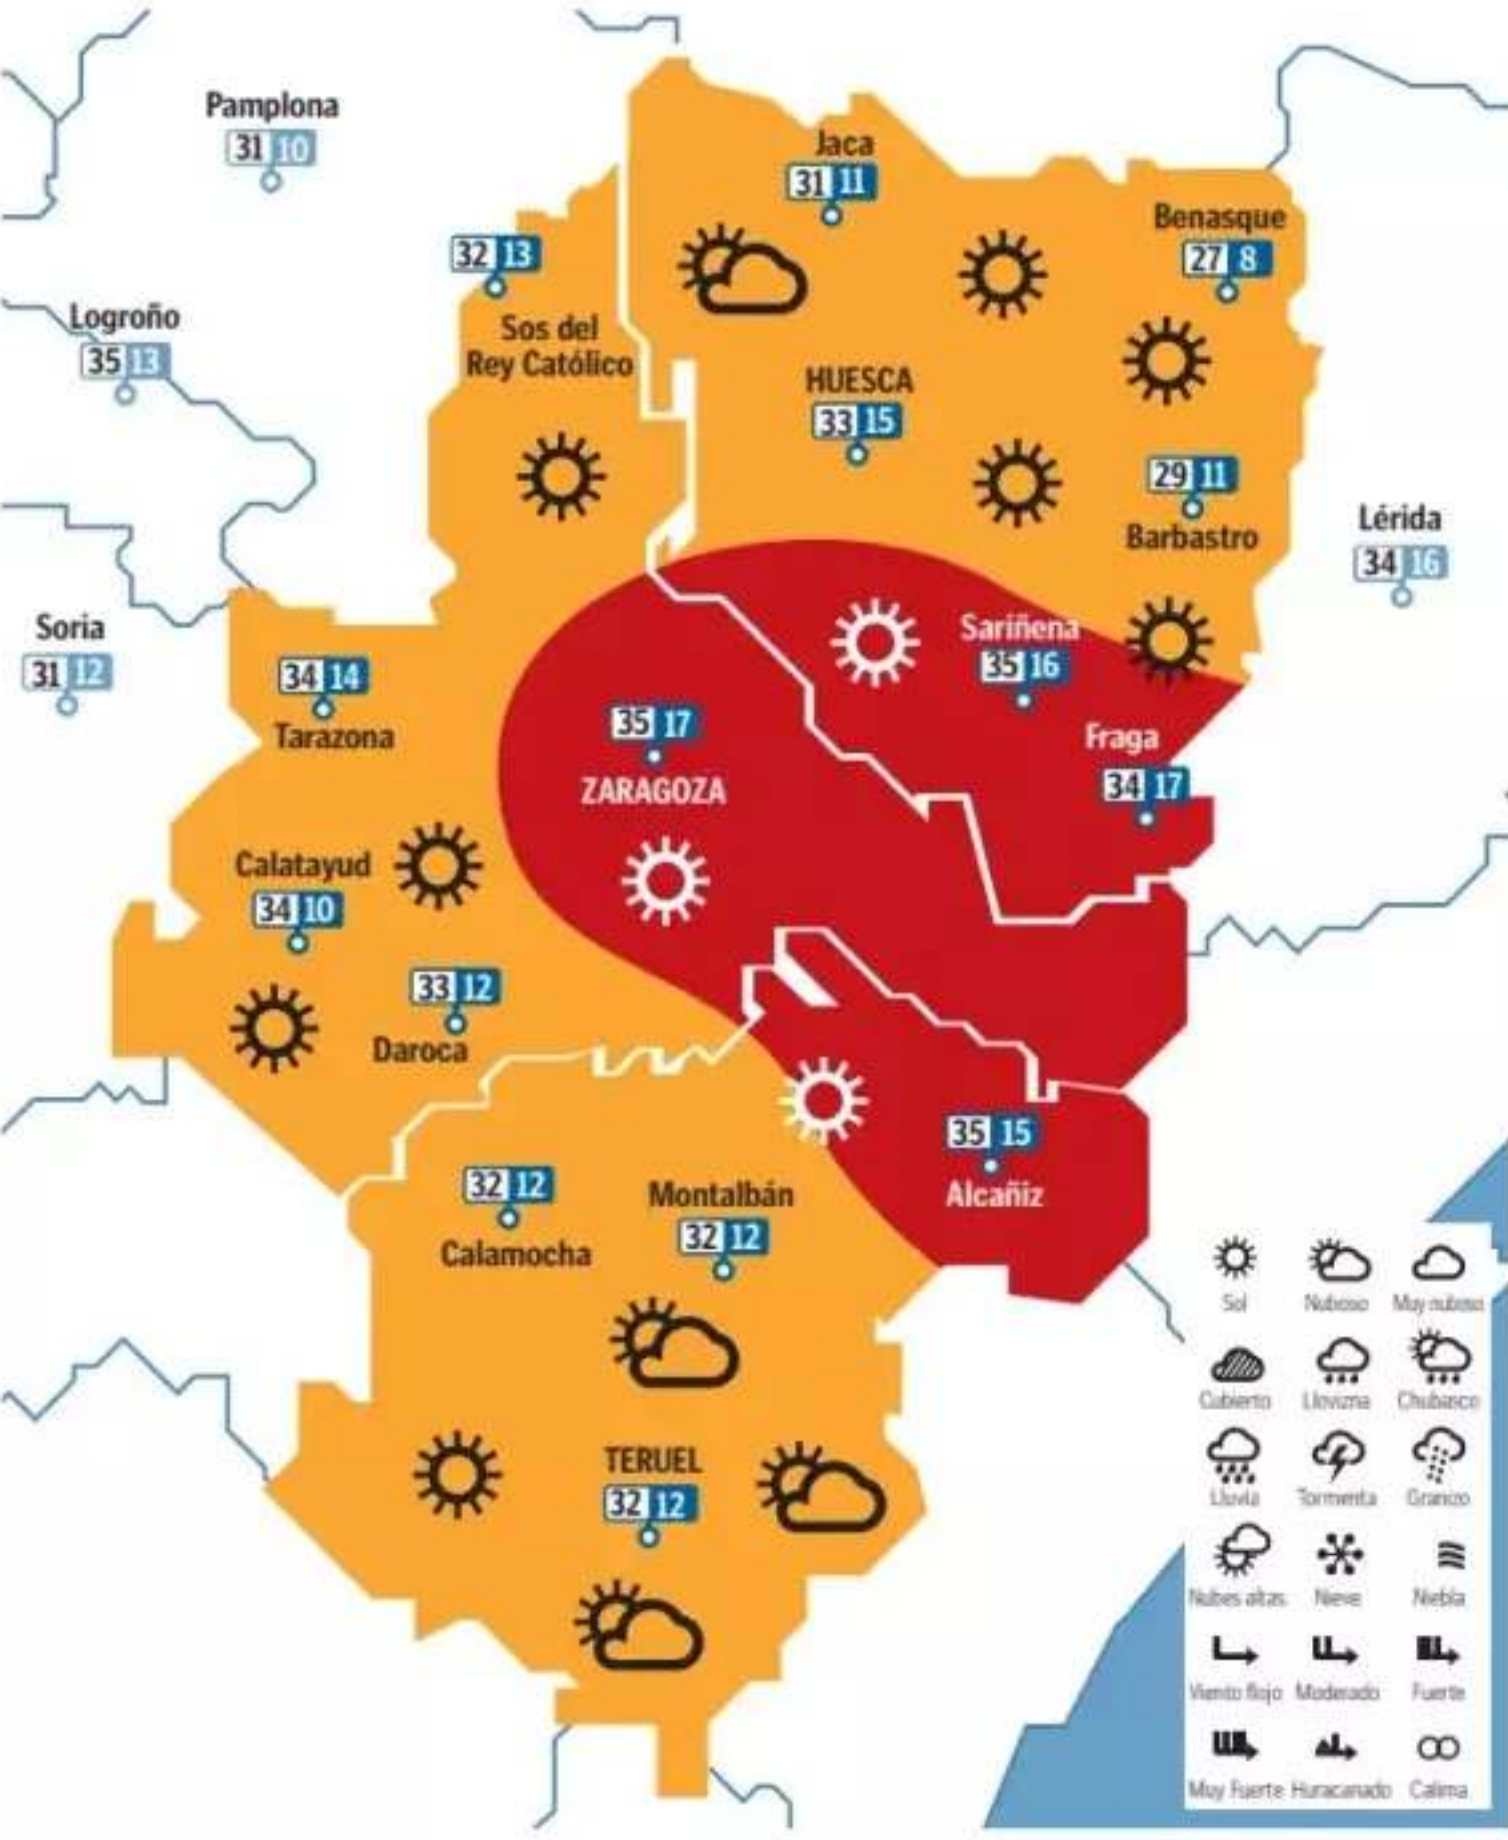 Pamplona
31 10
Jaca
31 11
Benasque
27 8
32 13
Sos del
Rey Católico
Logroño
35 13
HUESCA
33 15
29 11
Barbastro
Lérida
34 16
Soria
31 12
Sariñena
35 16
34 14
Tarazona
35 17
ZARAGOZA
Fraga
34 17
Calatayud
34 10
33 12
Daroca
35 15
Alcañiz
32 12
Calamocha
Montalbán
32 12
TERUEL
32 12
Sol Nuboso Muy nuboso
Cubierto Llovizna Chubasco
Lluvia Tormenta Granizo
Nubes altas Nieve Niebla
Viento flojo Moderado Fuerte
Muy Fuerte Huracanado Calima